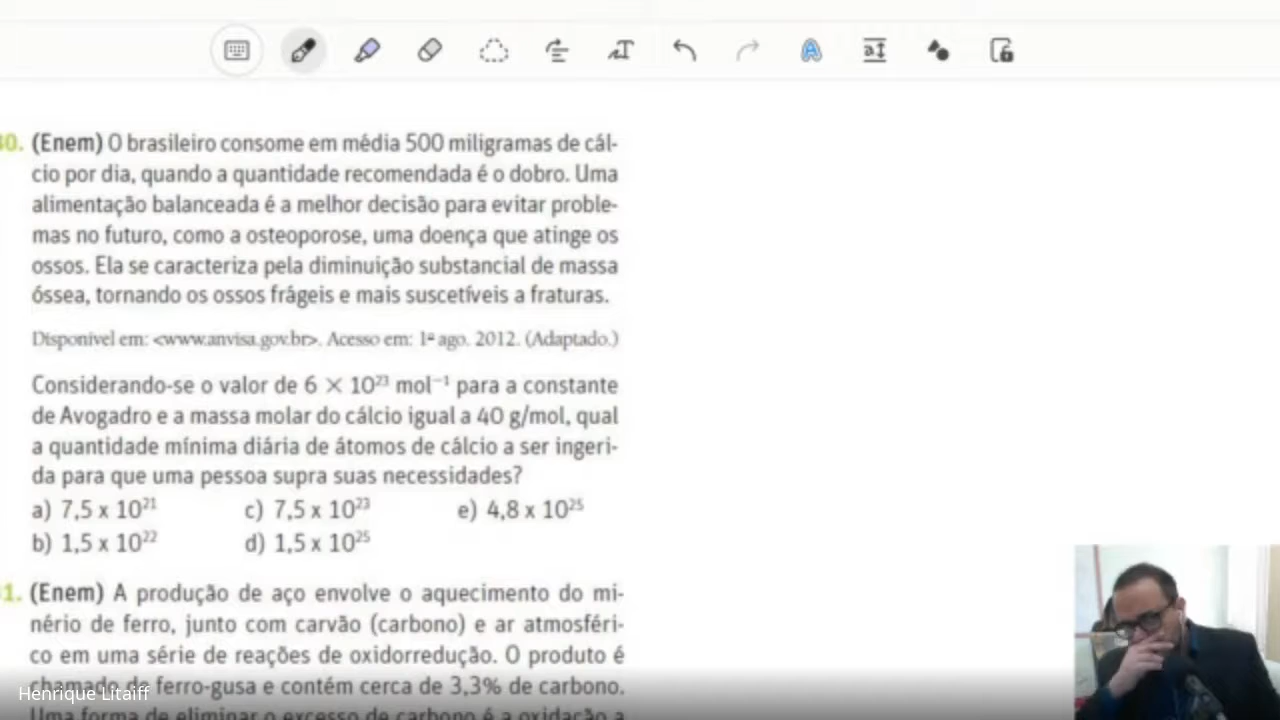 30. (Enem) O brasileiro consome em média 500 miligramas de cál-
cio por dia, quando a quantidade recomendada é o dobro. Uma
alimentação balanceada é a melhor decisão para evitar proble-
mas no futuro, como a osteoporose, uma doença que atinge os
ossos. Ela se caracteriza pela diminuição substancial de massa
óssea, tornando os ossos frágeis e mais suscetíveis a fraturas.
Disponível em: <www.anvisa.gov.br>. Acesso em: 1º ago. 2012. (Adaptado.)
Considerando-se o valor de 6 × 10²³ mol⁻¹ para a constante
de Avogadro e a massa molar do cálcio igual a 40 g/mol, qual
a quantidade mínima diária de átomos de cálcio a ser ingeri-
da para que uma pessoa supra suas necessidades?
a) 7,5 x 10²¹ c) 7,5 x 10²³ e) 4,8 x 10²⁵
b) 1,5 x 10²² d) 1,5 x 10²⁵
31. (Enem) A produção de aço envolve o aquecimento do mi-
nério de ferro, junto com carvão (carbono) e ar atmosféri-
co em uma série de reações de oxidorredução. O produto é
chamado de ferro-gusa e contém cerca de 3,3% de carbono.
Uma forma de eliminar o excesso de carbono é a oxidação a
Henrique Litaiff